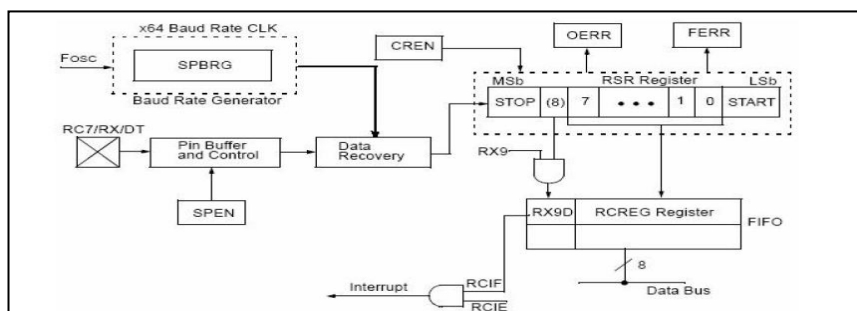 x64 Baud Rate CLK
Fosc
SPBRG
Baud Rate Generator
CREN
OERR
FERR
MSb
RSR Register
LSb
STOP
(8)
7
• • •
1
0
START
RC7/RX/DT
Pin Buffer
and Control
Data
Recovery
RX9
SPEN
RX9D
RCREG Register
FIFO
8
Interrupt
RCIF
RCIE
Data Bus